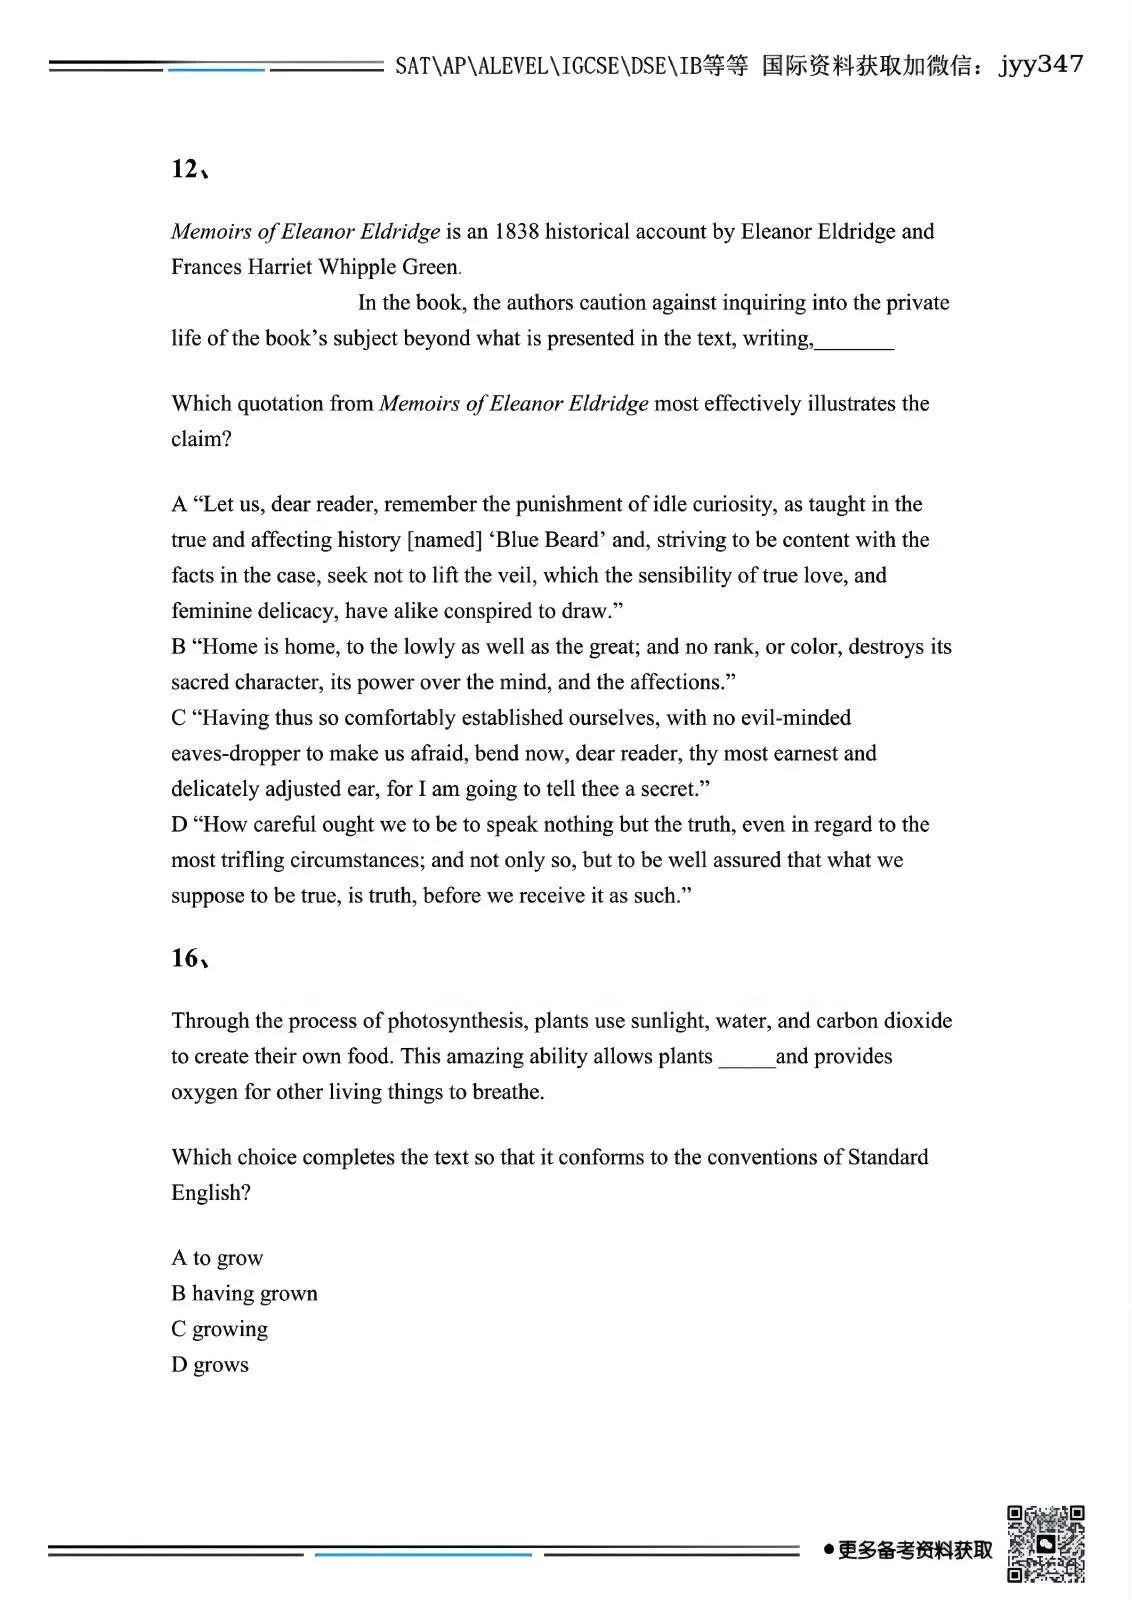 SAT\AP\ALEVEL\IGCSE\DSE\IB等等 国际资料获取加微信: jyy347
12、
Memoirs of Eleanor Eldridge is an 1838 historical account by Eleanor Eldridge and
Frances Harriet Whipple Green.
In the book, the authors caution against inquiring into the private
life of the book’s subject beyond what is presented in the text, writing,_______
Which quotation from Memoirs of Eleanor Eldridge most effectively illustrates the
claim?
A “Let us, dear reader, remember the punishment of idle curiosity, as taught in the
true and affecting history [named] ‘Blue Beard’ and, striving to be content with the
facts in the case, seek not to lift the veil, which the sensibility of true love, and
feminine delicacy, have alike conspired to draw.”
B “Home is home, to the lowly as well as the great; and no rank, or color, destroys its
sacred character, its power over the mind, and the affections.”
C “Having thus so comfortably established ourselves, with no evil-minded
eaves-dropper to make us afraid, bend now, dear reader, thy most earnest and
delicately adjusted ear, for I am going to tell thee a secret.”
D “How careful ought we to be to speak nothing but the truth, even in regard to the
most trifling circumstances; and not only so, but to be well assured that what we
suppose to be true, is truth, before we receive it as such.”
16、
Through the process of photosynthesis, plants use sunlight, water, and carbon dioxide
to create their own food. This amazing ability allows plants _____and provides
oxygen for other living things to breathe.
Which choice completes the text so that it conforms to the conventions of Standard
English?
A to grow
B having grown
C growing
D grows
●更多备考资料获取